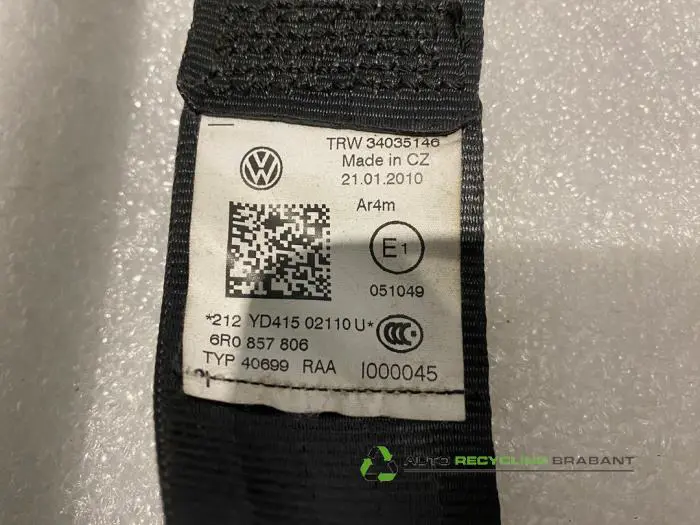 TRW 34035146
Made in CZ
21.01.2010
Ar4m
E1
051049
*212 YD415 02110 U*
CCC
6R0 857 806
TYP 40699 RAA I000045
AUTO RECYCLING BRABANT